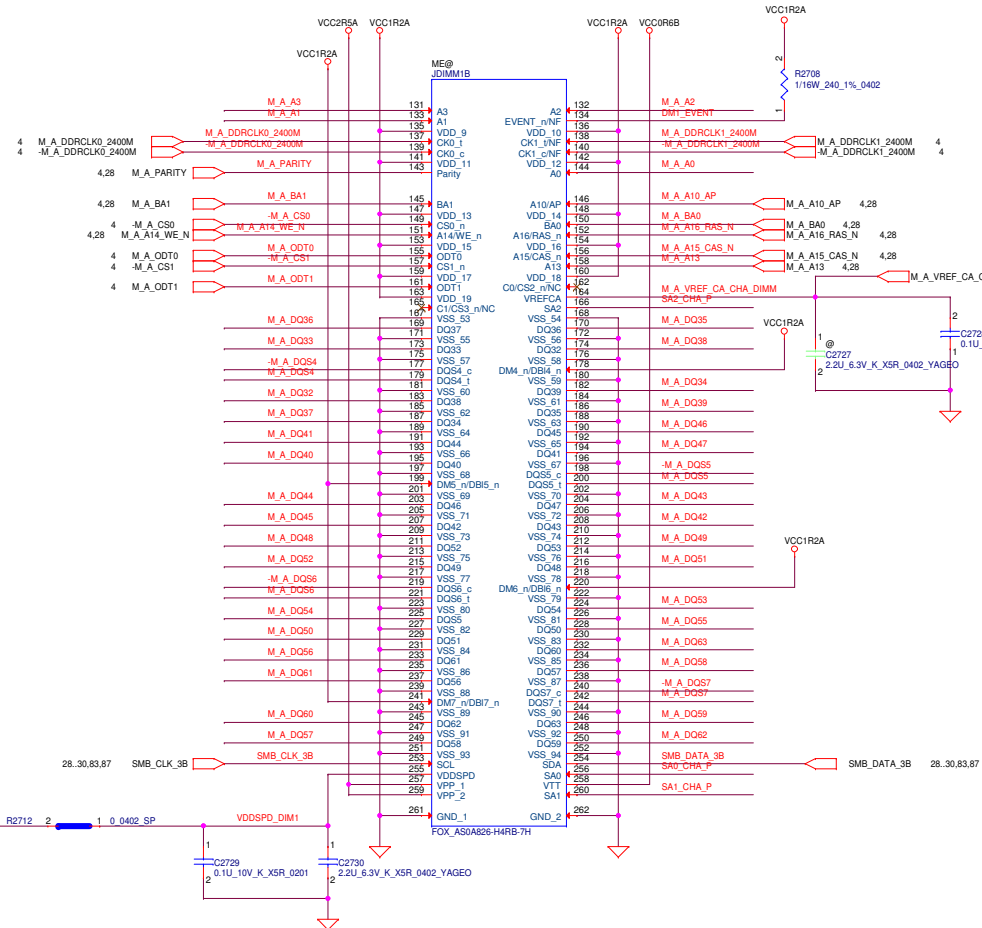 VCC2R5A VCC1R2A VCC1R2A VCC0R6B VCC1R2A
VCC1R2A
ME@
JDIMM1B
R2708
1/16W_240_1%_0402
2
1
M_A_A3 131 A3 A2 132 M_A_A2
M_A_A1 133 A1 EVENT_n/NF 134 DM1_EVENT
135 VDD_9 VDD_10 136
4 M_A_DDRCLK0_2400M M_A_DDRCLK0_2400M 137 CK0_t CK1_t/NF 138 M_A_DDRCLK1_2400M M_A_DDRCLK1_2400M 4
4 -M_A_DDRCLK0_2400M -M_A_DDRCLK0_2400M 139 CK0_c CK1_c/NF 140 -M_A_DDRCLK1_2400M -M_A_DDRCLK1_2400M 4
141 VDD_11 VDD_12 142
4,28 M_A_PARITY M_A_PARITY 143 Parity A0 144 M_A_A0
4,28 M_A_BA1 M_A_BA1 145 BA1 A10/AP 146 M_A_A10_AP M_A_A10_AP 4,28
147 VDD_13 VDD_14 148
4 -M_A_CS0 -M_A_CS0 149 CS0_n BA0 150 M_A_BA0 M_A_BA0 4,28
4,28 M_A_A14_WE_N M_A_A14_WE_N 151 A14/WE_n A16/RAS_n 152 M_A_A16_RAS_N M_A_A16_RAS_N 4,28
153 VDD_15 VDD_16 154
4 M_A_ODT0 M_A_ODT0 155 ODT0 A15/CAS_n 156 M_A_A15_CAS_N M_A_A15_CAS_N 4,28
4 -M_A_CS1 -M_A_CS1 157 CS1_n A13 158 M_A_A13 M_A_A13 4,28
159 VDD_17 VDD_18 160
4 M_A_ODT1 M_A_ODT1 161 ODT1 C0/CS2_n/NC 162
163 VDD_19 VREFCA 164 M_A_VREF_CA_CHA_DIMM
165 C1/CS3_n/NC SA2 166 SA2_CHA_P
167 VSS_53 VSS_54 168
M_A_DQ36 169 DQ37 DQ36 170 M_A_DQ35
171 VSS_55 VSS_56 172
M_A_DQ33 173 DQ33 DQ32 174 M_A_DQ38
175 VSS_57 VSS_58 176
-M_A_DQS4 177 DQS4_c DM4_n/DBI4_n 178 VCC1R2A
M_A_DQS4 179 DQS4_t VSS_59 180
181 VSS_60 DQ39 182 M_A_DQ34
M_A_DQ32 183 DQ38 VSS_61 184
185 VSS_62 DQ35 186 M_A_DQ39
M_A_DQ37 187 DQ34 VSS_63 188
189 VSS_64 DQ45 190 M_A_DQ46
M_A_DQ41 191 DQ44 VSS_65 192
193 VSS_66 DQ41 194 M_A_DQ47
M_A_DQ40 195 DQ40 VSS_67 196
197 VSS_68 DQS5_c 198 -M_A_DQS5
199 DM5_n/DBI5_n DQS5_t 200 M_A_DQS5
201 VSS_69 VSS_70 202
M_A_DQ44 203 DQ46 DQ47 204 M_A_DQ43
205 VSS_71 VSS_72 206
M_A_DQ45 207 DQ42 DQ43 208 M_A_DQ42
209 VSS_73 VSS_74 210
M_A_DQ48 211 DQ52 DQ53 212 M_A_DQ49
213 VSS_75 VSS_76 214
M_A_DQ52 215 DQ49 DQ48 216 M_A_DQ51
217 VSS_77 VSS_78 218
-M_A_DQS6 219 DQS6_c DM6_n/DBI6_n 220 VCC1R2A
M_A_DQS6 221 DQS6_t VSS_79 222
223 VSS_80 DQ54 224 M_A_DQ53
M_A_DQ54 225 DQS5 VSS_81 226
227 VSS_82 DQ50 228 M_A_DQ55
M_A_DQ50 229 DQ51 VSS_83 230
231 VSS_84 DQ60 232 M_A_DQ63
M_A_DQ56 233 DQ61 VSS_85 234
235 VSS_86 DQ57 236 M_A_DQ58
M_A_DQ61 237 DQ56 VSS_87 238
239 VSS_88 DQS7_c 240 -M_A_DQS7
241 DM7_n/DBI7_n DQS7_t 242 M_A_DQS7
243 VSS_89 VSS_90 244
M_A_DQ60 245 DQ62 DQ63 246 M_A_DQ59
247 VSS_91 VSS_92 248
M_A_DQ57 249 DQ58 DQ59 250 M_A_DQ62
251 VSS_93 VSS_94 252
28..30,83,87 SMB_CLK_3B SMB_CLK_3B 253 SCL SDA 254 SMB_DATA_3B SMB_DATA_3B 28..30,83,87
255 VDDSPD SA0 256 SA0_CHA_P
257 VPP_1 VTT 258
259 VPP_2 SA1 260 SA1_CHA_P
261 GND_1 GND_2 262
FOX_AS0A826-H4RB-7H
M_A_VREF_CA_C
1 @
C2727
2 2.2U_6.3V_K_X5R_0402_YAGEO
2
C272
0.1U_
1
R2712 2 1 0_0402_SP VDDSPD_DIM1
1 C2729
0.1U_10V_K_X5R_0201
2
1 C2730
2.2U_6.3V_K_X5R_0402_YAGEO
2